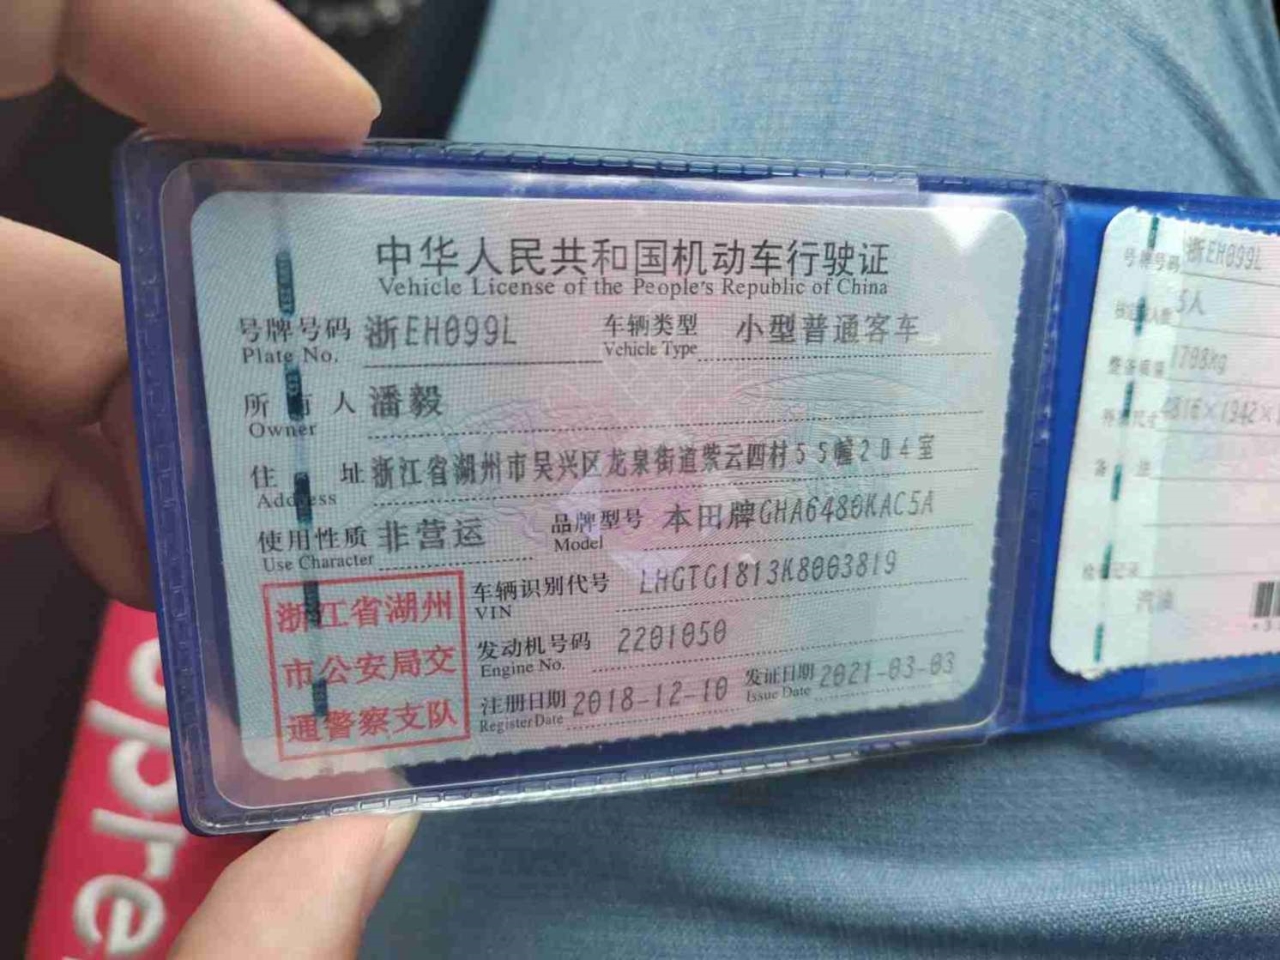 中华人民共和国机动车行驶证
Vehicle License of the People's Republic of China
号牌号码 浙EH099L 车辆类型 小型普通客车
Plate No. Vehicle Type
所有人 潘毅
Owner
住址 浙江省湖州市吴兴区龙泉街道紫云四村55幢204室
Address
使用性质 非营运 品牌型号 本田牌GHA6480KAC5A
Use Character Model
车辆识别代号 LHGTG1813K8003819
VIN
发动机号码 2201050
Engine No.
注册日期 2018-12-10 发证日期 2021-03-03
Register Date Issue Date
浙江省湖州
市公安局交
通警察支队
号牌号码 浙EH099L
5人
整备质量 1708kg
1942×
备注
汽油